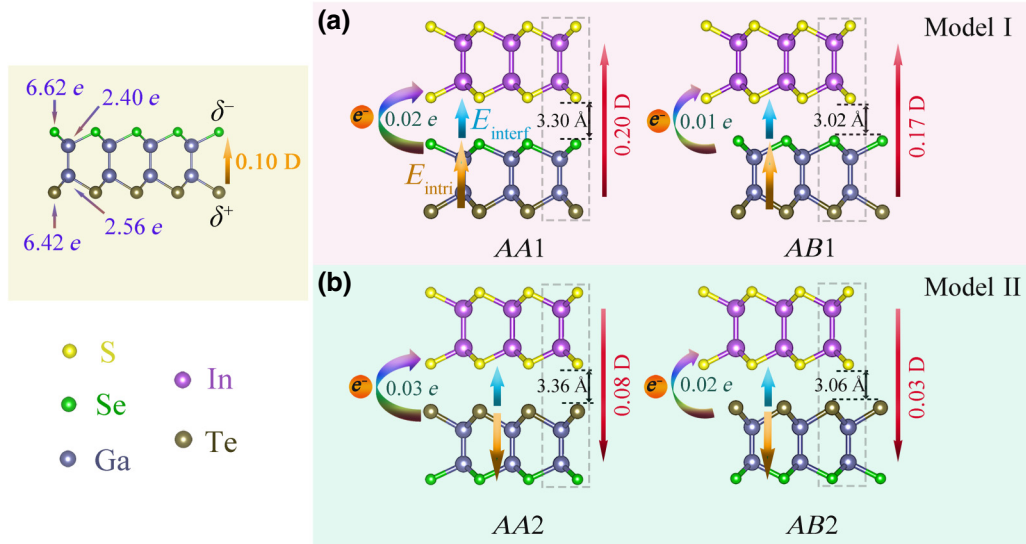 6.62 e
2.40 e
δ⁻
0.10 D
δ⁺
2.56 e
6.42 e
S
Se
In
Ga
Te
(a)
Model I
e⁻
0.02 e
E interf
E intri
3.30 Å
0.20 D
AA1
e⁻
0.01 e
3.02 Å
0.17 D
AB1
(b)
Model II
e⁻
0.03 e
3.36 Å
0.08 D
AA2
e⁻
0.02 e
3.06 Å
0.03 D
AB2